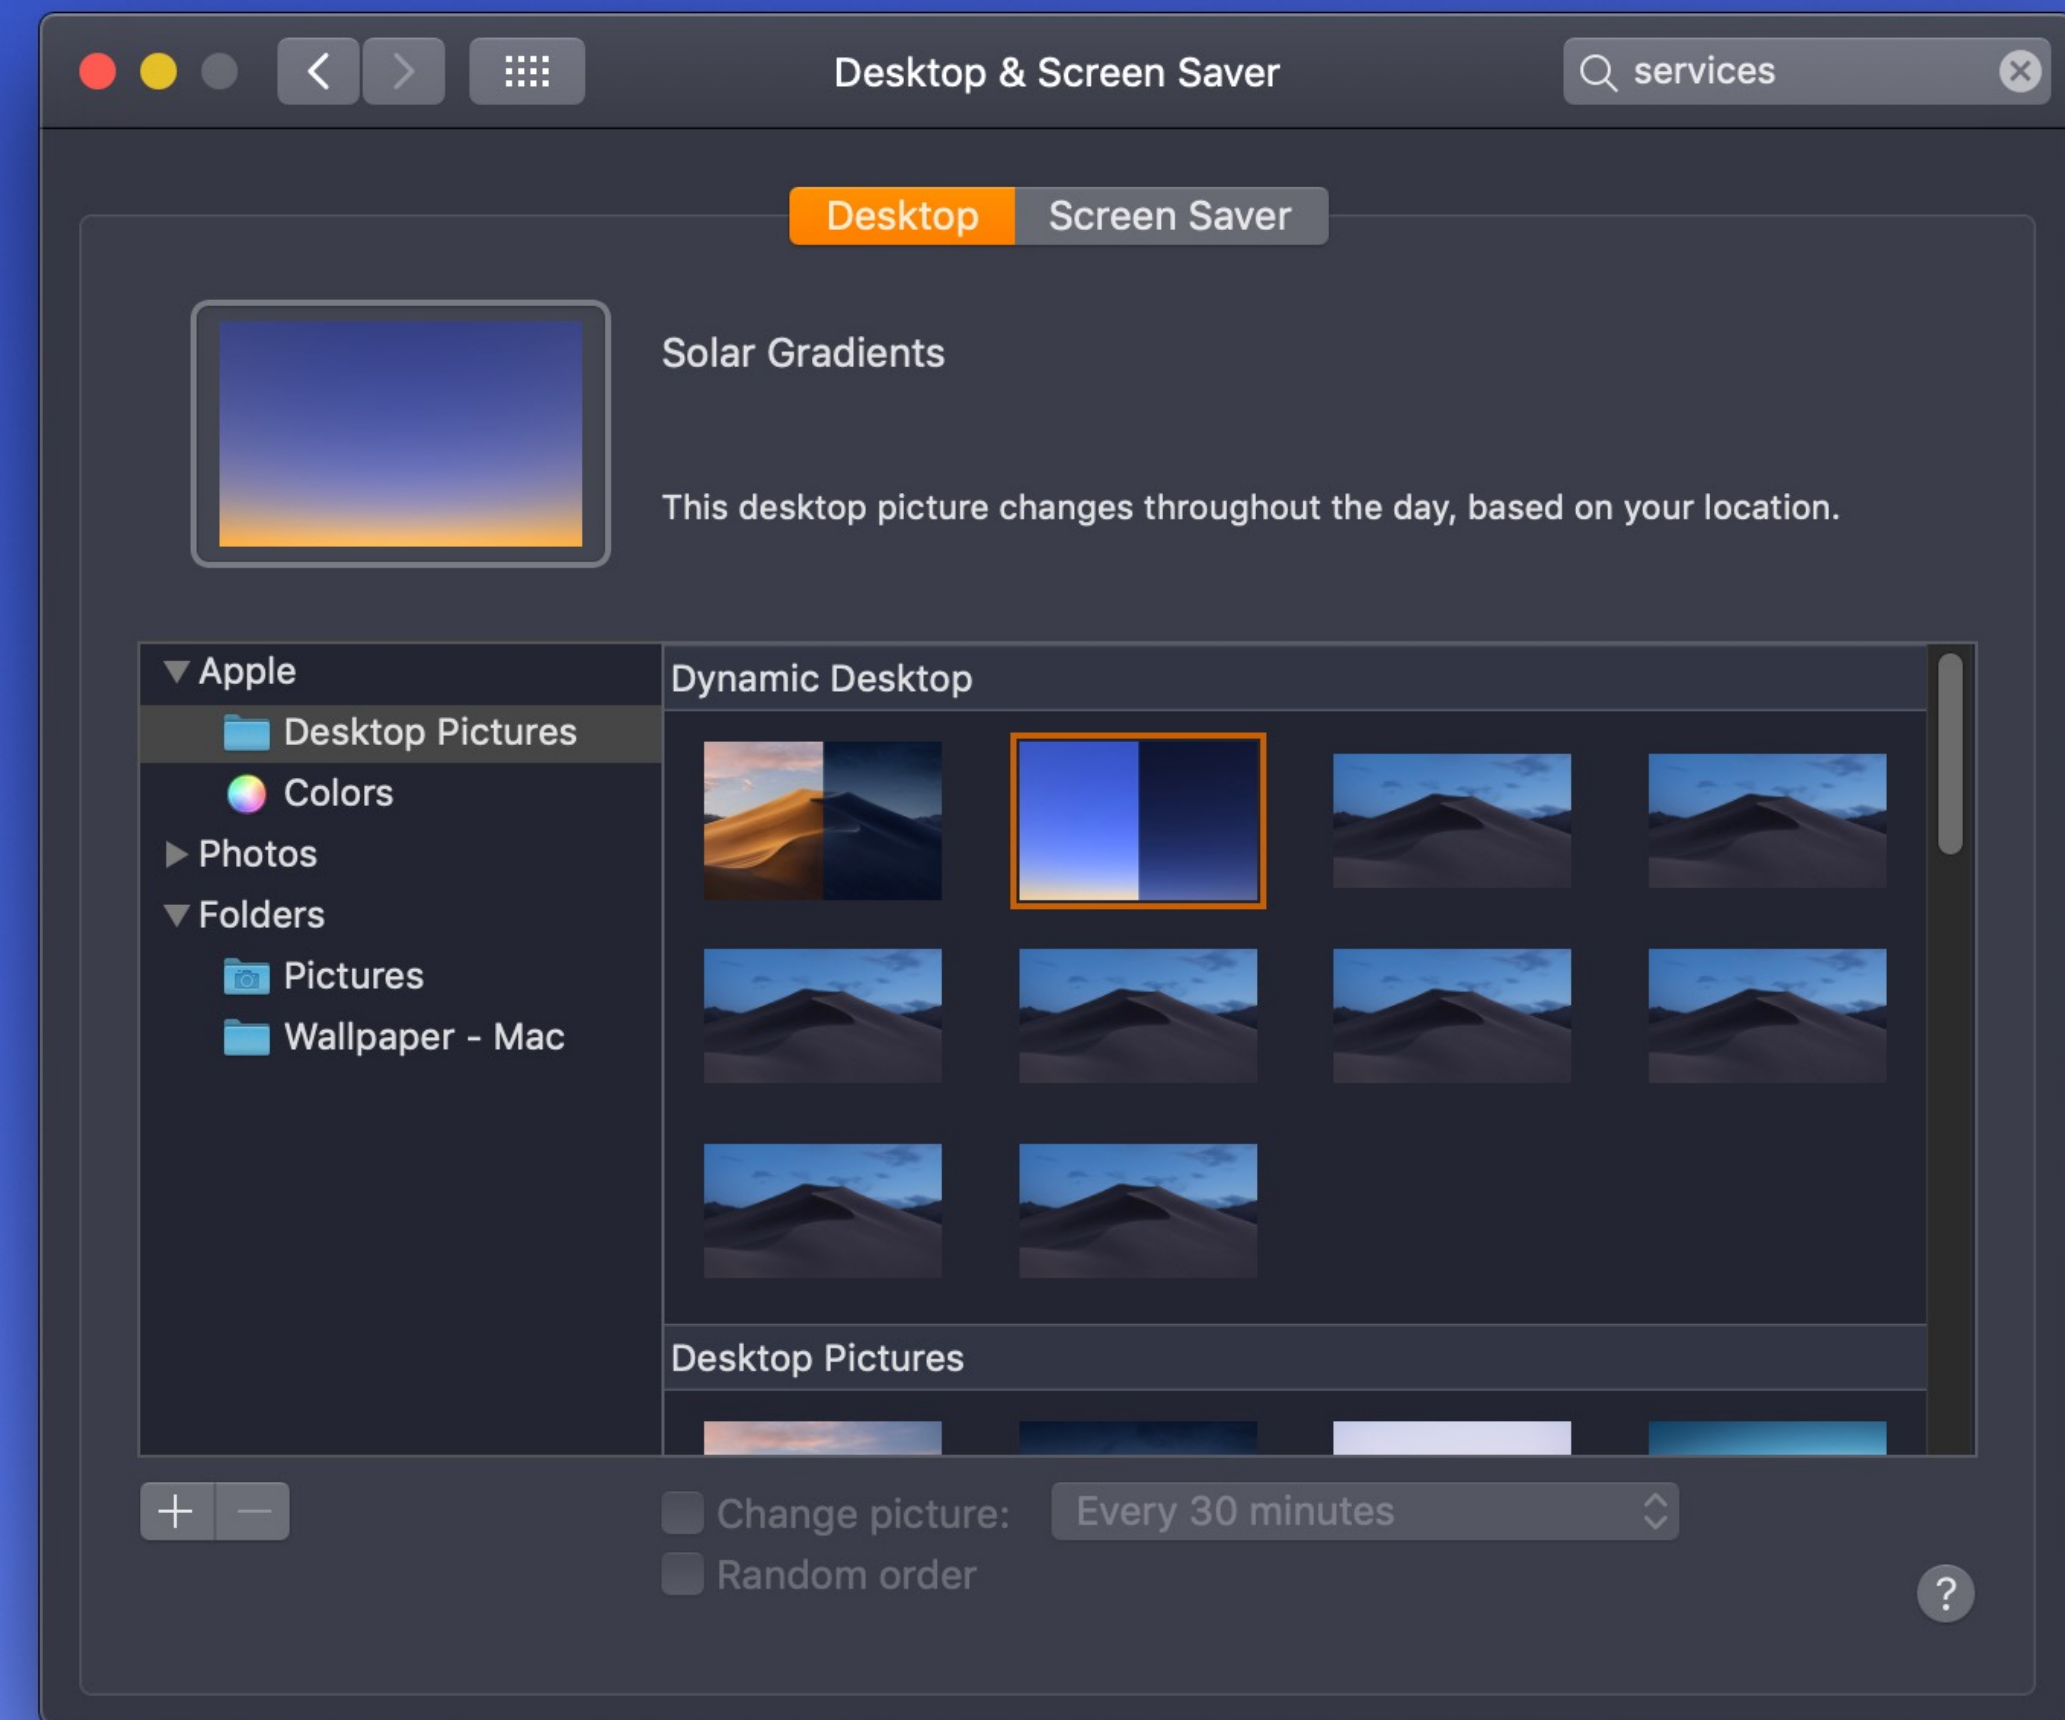 Desktop & Screen Saver
services
Desktop
Screen Saver
Solar Gradients
This desktop picture changes throughout the day, based on your location.
Apple
Desktop Pictures
Colors
Photos
Folders
Pictures
Wallpaper - Mac
Dynamic Desktop
Desktop Pictures
Change picture:
Every 30 minutes
Random order
?